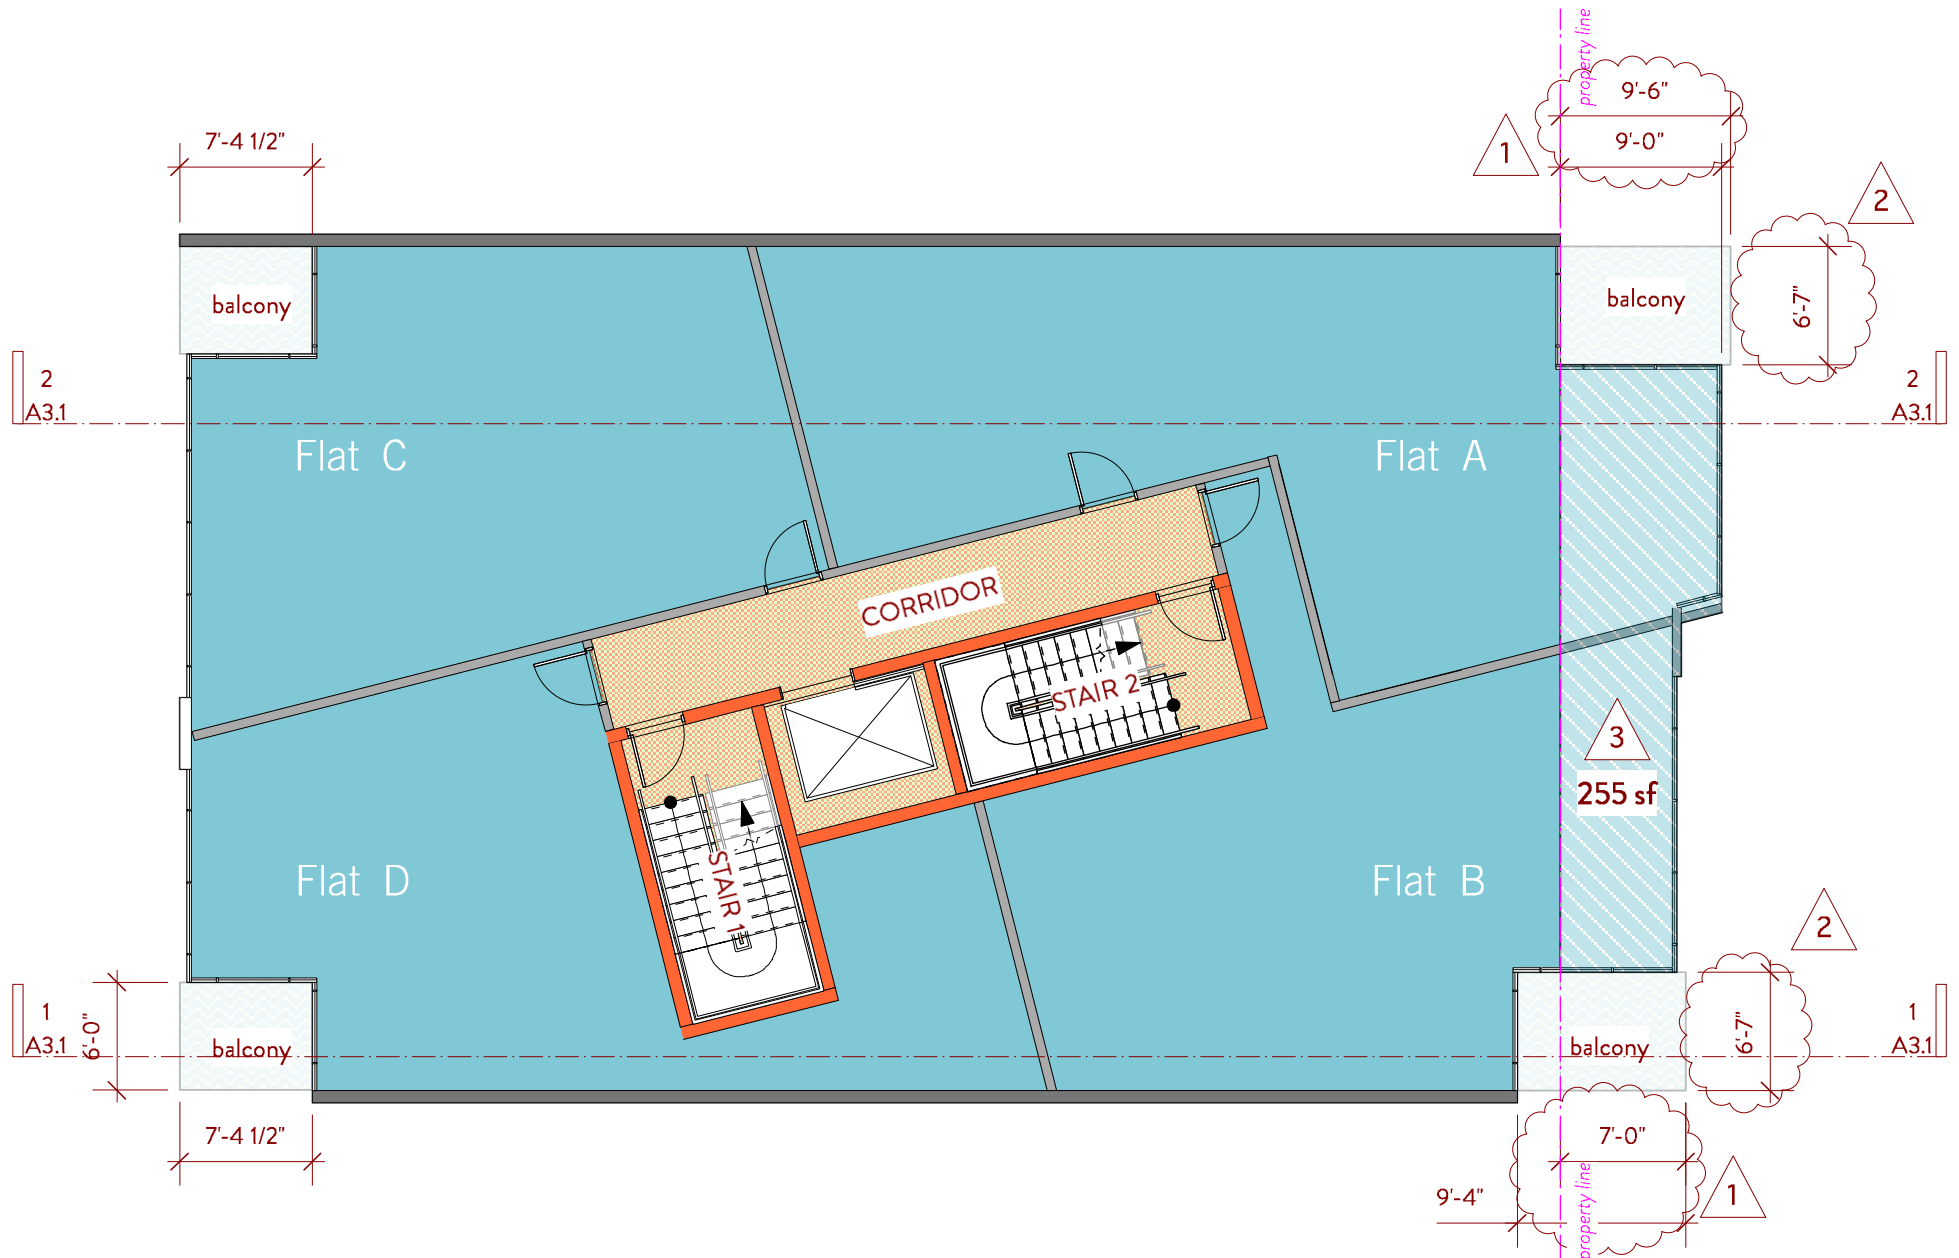 property line
9'-6"
9'-0"
7'-4 1/2"
1
2
balcony
balcony
6'-7"
2
A3.1
2
A3.1
Flat C
Flat A
CORRIDOR
STAIR 2
3
255 sf
STAIR 1
Flat D
Flat B
2
1
A3.1
6'-0"
balcony
balcony
6'-7"
1
A3.1
7'-4 1/2"
7'-0"
9'-4"
property line
1